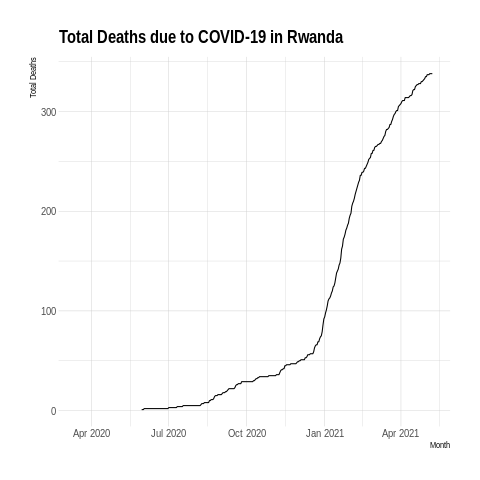 Total Deaths due to COVID-19 in Rwanda
Total Deaths
300
200
100
0
Apr 2020 Jul 2020 Oct 2020 Jan 2021 Apr 2021
Month